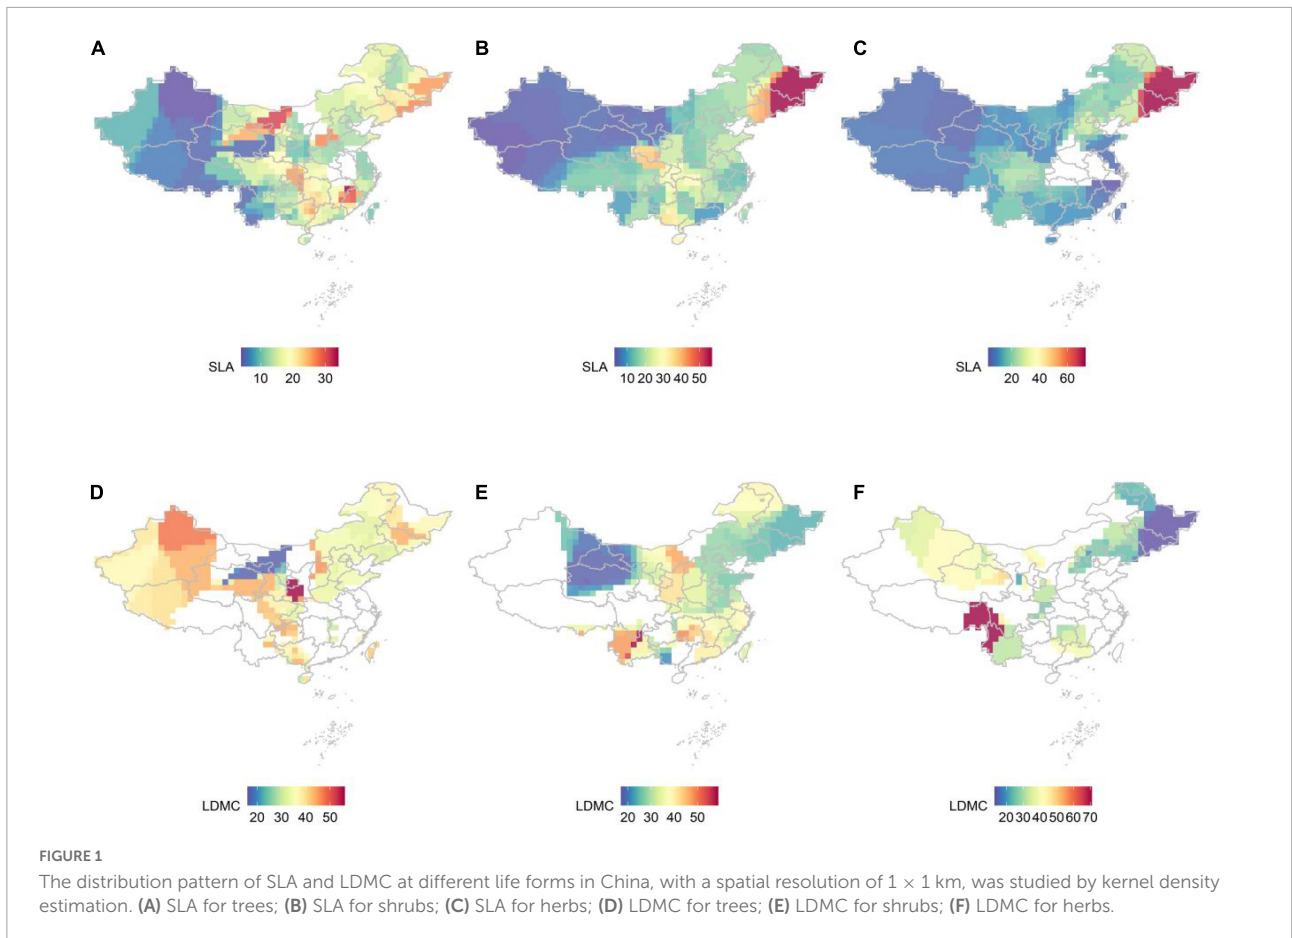 A
B
C
SLA
10 20 30
SLA
10 20 30 40 50
SLA
20 40 60
D
E
F
LDMC
20 30 40 50
LDMC
20 30 40 50
LDMC
20 30 40 50 60 70
FIGURE 1
The distribution pattern of SLA and LDMC at different life forms in China, with a spatial resolution of 1 × 1 km, was studied by kernel density
estimation. (A) SLA for trees; (B) SLA for shrubs; (C) SLA for herbs; (D) LDMC for trees; (E) LDMC for shrubs; (F) LDMC for herbs.